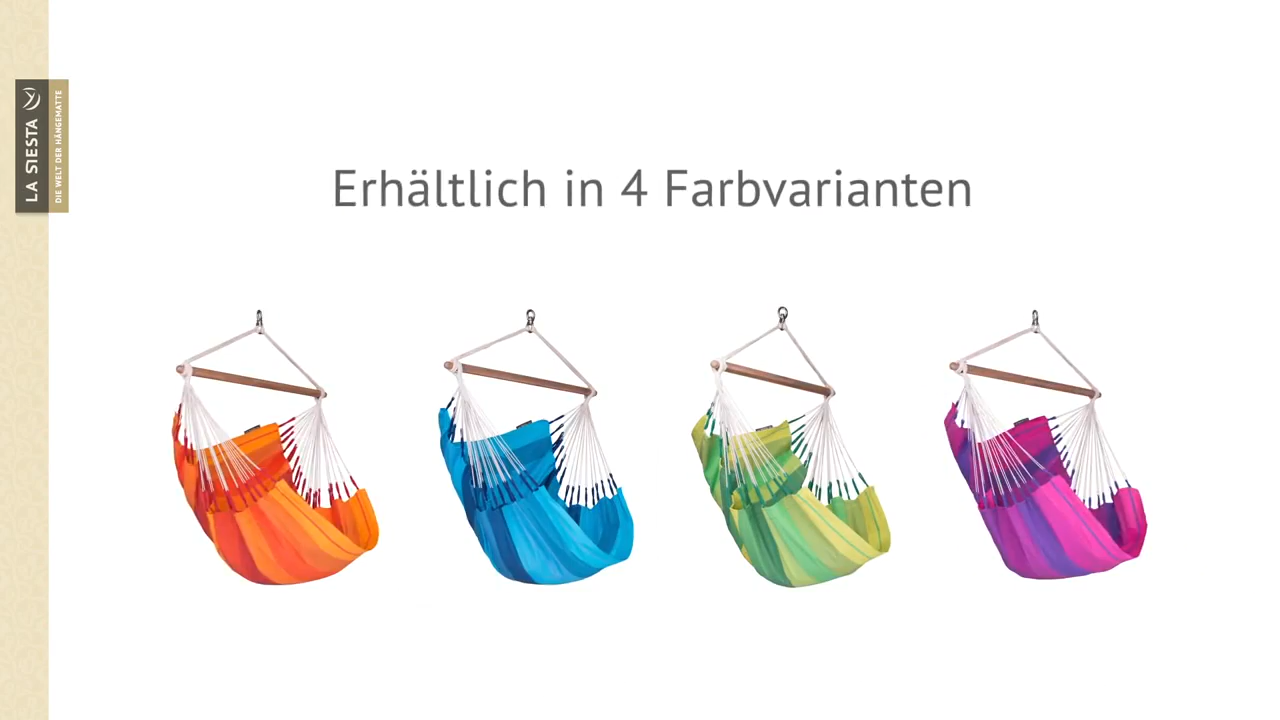 LA SIESTA
DIE WELT DER HÄNGEMATTE
Erhältlich in 4 Farbvarianten